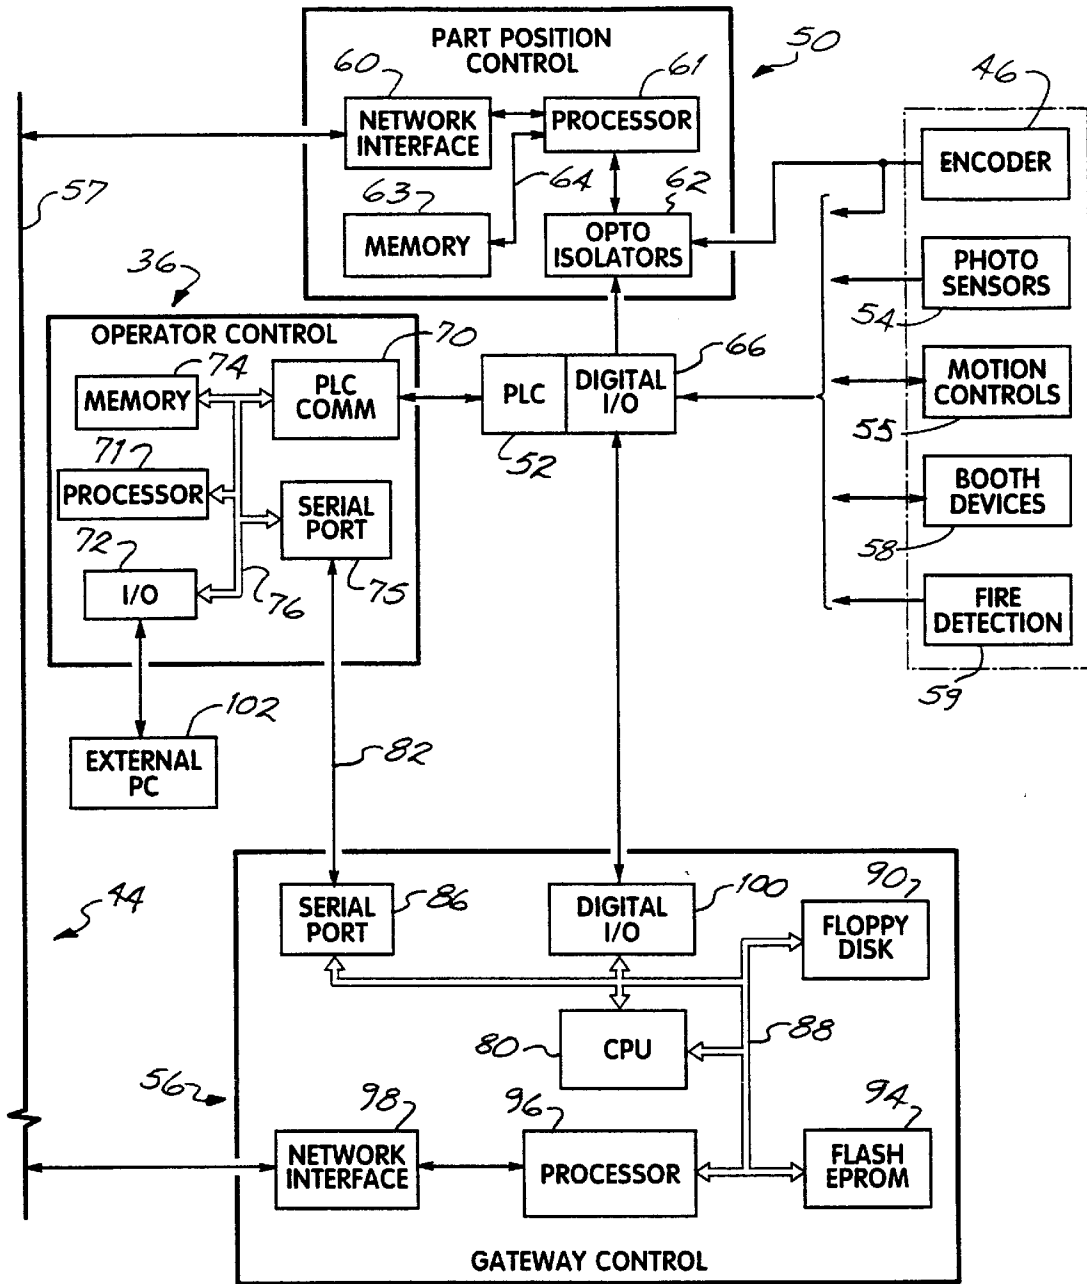 PART POSITION
CONTROL
50
60
61
46
NETWORK
INTERFACE
PROCESSOR
ENCODER
57
63
64
62
MEMORY
OPTO
ISOLATORS
PHOTO
SENSORS
54
36
OPERATOR CONTROL
70
66
74
MEMORY
PLC
COMM
PLC
DIGITAL
I/O
MOTION
CONTROLS
55
52
71
PROCESSOR
SERIAL
PORT
BOOTH
DEVICES
58
72
I/O
76
75
FIRE
DETECTION
59
102
EXTERNAL
PC
82
44
SERIAL
PORT
86
DIGITAL
I/O
100
90
FLOPPY
DISK
80
CPU
88
56
98
96
94
NETWORK
INTERFACE
PROCESSOR
FLASH
EPROM
GATEWAY CONTROL